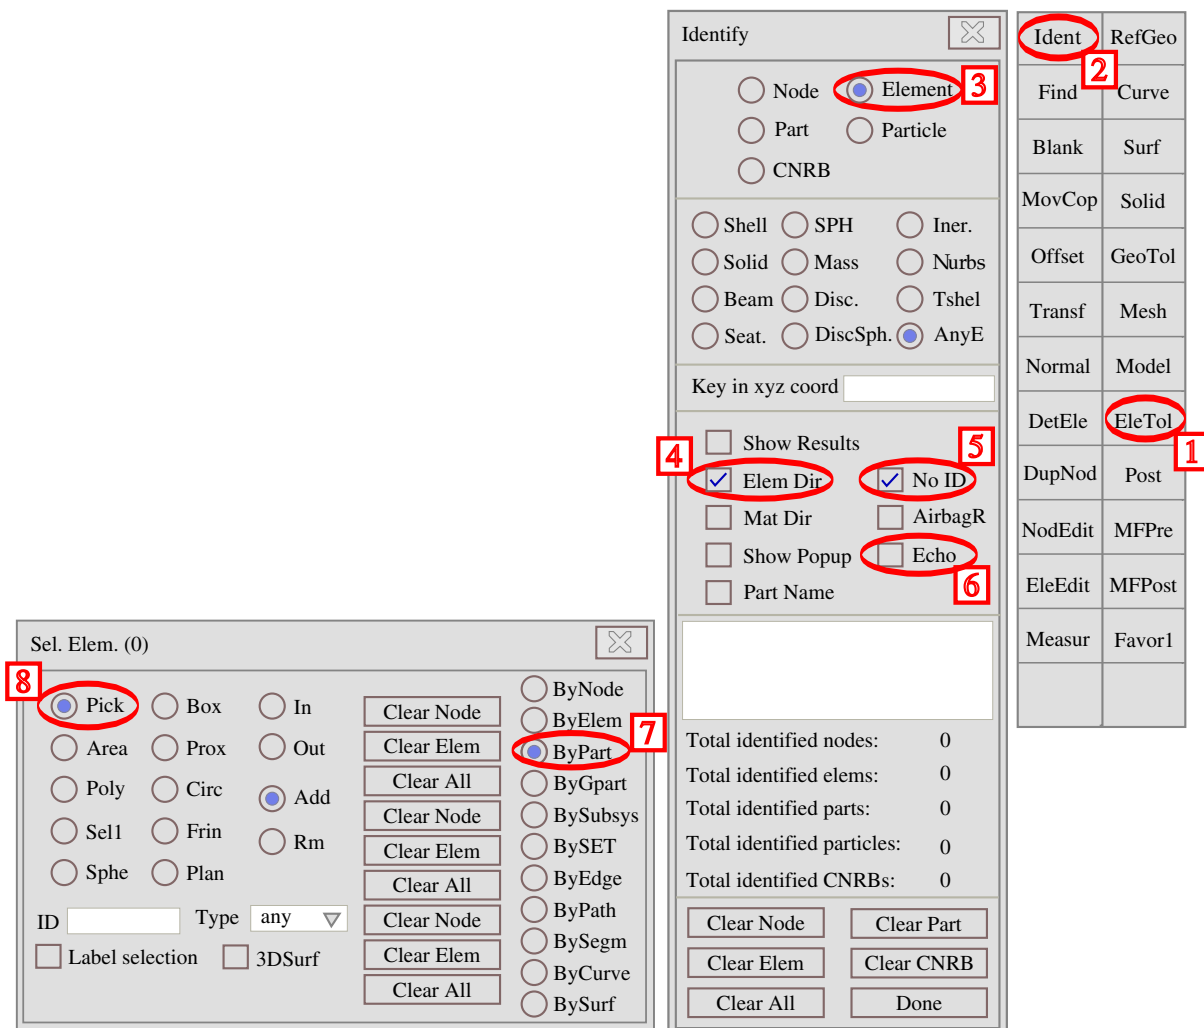 Identify
Node
Element
3
Part
Particle
CNRB
Shell
SPH
Iner.
Solid
Mass
Nurbs
Beam
Disc.
Tshel
Seat.
DiscSph.
AnyE
Key in xyz coord
Show Results
4
Elem Dir
5
No ID
Mat Dir
AirbagR
Show Popup
Echo
6
Part Name
Total identified nodes: 0
Total identified elems: 0
Total identified parts: 0
Total identified particles: 0
Total identified CNRBs: 0
Clear Node
Clear Part
Clear Elem
Clear CNRB
Clear All
Done
Ident
2
RefGeo
Find
Curve
Blank
Surf
MovCop
Solid
Offset
GeoTol
Transf
Mesh
Normal
Model
DetEle
EleTol
1
DupNod
Post
NodEdit
MFPre
EleEdit
MFPost
Measur
Favor1
Sel. Elem. (0)
8
Pick
Box
In
Area
Prox
Out
Poly
Circ
Add
Sel1
Frin
Rm
Sphe
Plan
ID
Type
any
Label selection
3DSurf
Clear Node
Clear Elem
Clear All
Clear Node
Clear Elem
Clear All
Clear Node
Clear Elem
Clear All
ByNode
ByElem
7
ByPart
ByGpart
BySubsys
BySET
ByEdge
ByPath
BySegm
ByCurve
BySurf